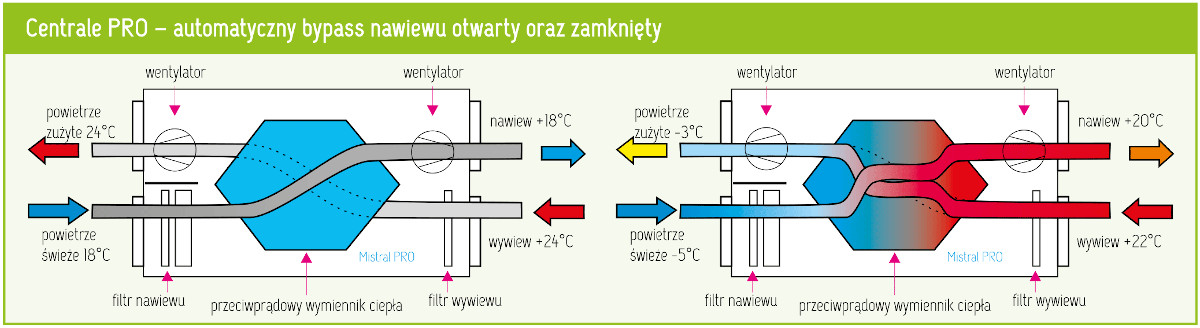 Centrale PRO – automatyczny bypass nawiewu otwarty oraz zamknięty
wentylator
wentylator
powietrze
zużyte 24°C
nawiew +18°C
powietrze
świeże 18°C
wywiew +24°C
Mistral PRO
filtr nawiewu
przeciwprądowy wymiennik ciepła
filtr wywiewu
wentylator
wentylator
powietrze
zużyte -3°C
nawiew +20°C
powietrze
świeże -5°C
wywiew +22°C
Mistral PRO
filtr nawiewu
przeciwprądowy wymiennik ciepła
filtr wywiewu